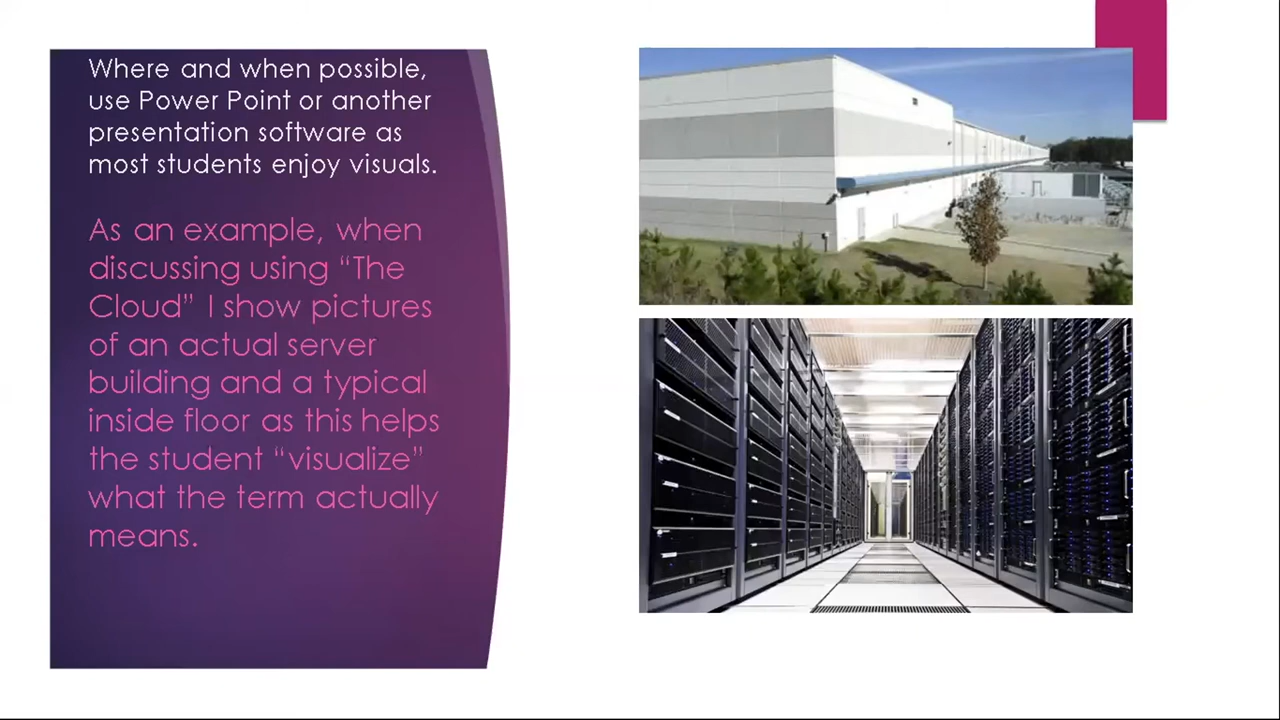 Where and when possible,
use Power Point or another
presentation software as
most students enjoy visuals.
As an example, when
discussing using “The
Cloud” I show pictures
of an actual server
building and a typical
inside floor as this helps
the student “visualize”
what the term actually
means.